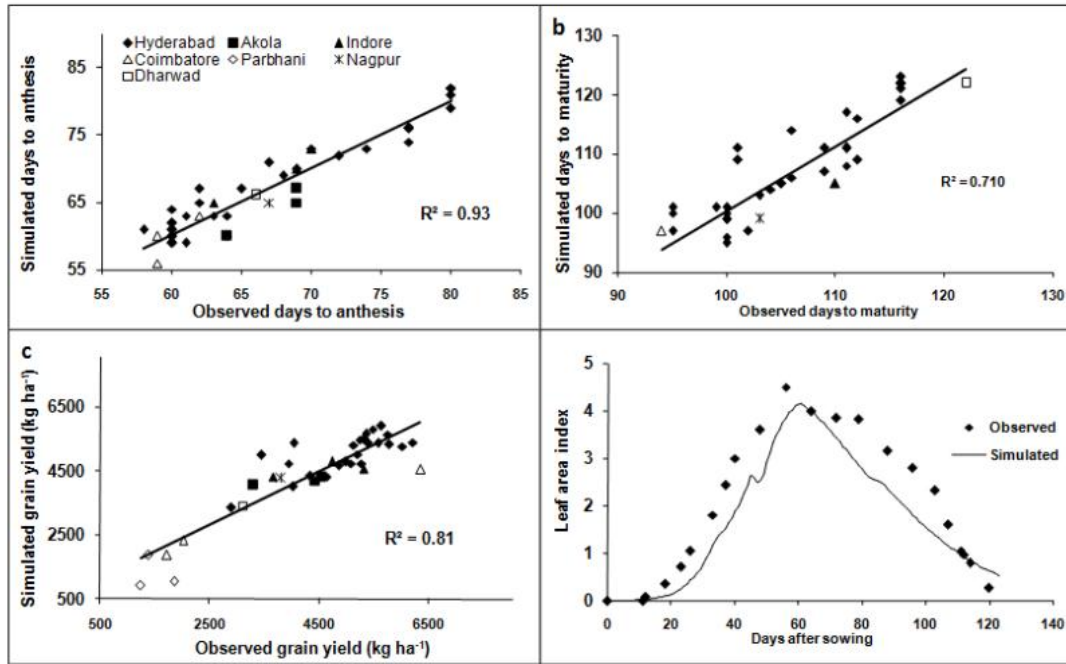 Hyderabad Akola Indore
Coimbatore Parbhani Nagpur
Dharwad
85
75
65
55
55 60 65 70 75 80 85
Simulated days to anthesis
Observed days to anthesis
R² = 0.93
b
130
120
110
100
90
90 100 110 120 130
Simulated days to maturity
Observed days to maturity
R² = 0.710
c
6500
4500
2500
500
500 2500 4500 6500
Simulated grain yield (kg ha⁻¹)
Observed grain yield (kg ha⁻¹)
R² = 0.81
5
4
3
2
1
0
0 20 40 60 80 100 120 140
Leaf area index
Days after sowing
Observed
Simulated